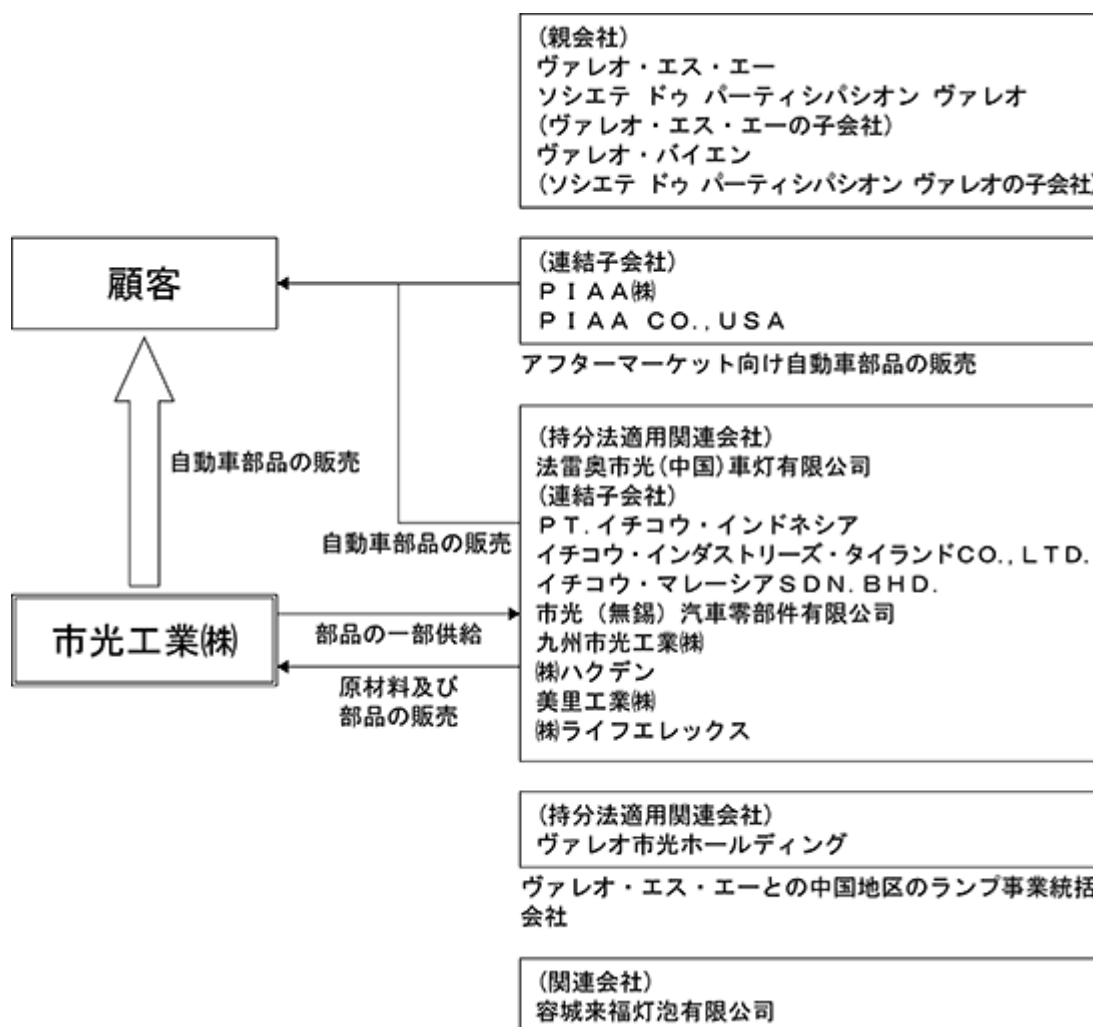 (親会社)
ヴァレオ・エス・エー
ソシエテ ドゥ パーティシパシオン ヴァレオ
(ヴァレオ・エス・エーの子会社)
ヴァレオ・バイエン
(ソシエテ ドゥ パーティシパシオン ヴァレオの子会社)
顧客
(連結子会社)
ＰＩＡＡ㈱
ＰＩＡＡ ＣＯ.,ＵＳＡ
アフターマーケット向け自動車部品の販売
自動車部品の販売
(持分法適用関連会社)
法雷奥市光(中国)車灯有限公司
(連結子会社)
ＰＴ.イチコウ・インドネシア
イチコウ・インダストリーズ・タイランドＣＯ.,ＬＴＤ.
イチコウ・マレーシアＳＤＮ.ＢＨＤ.
市光（無錫）汽車零部件有限公司
九州市光工業㈱
㈱ハクデン
美里工業㈱
㈱ライフエレックス
自動車部品の販売
市光工業㈱
部品の一部供給
原材料及び
部品の販売
(持分法適用関連会社)
ヴァレオ市光ホールディング
ヴァレオ・エス・エーとの中国地区のランプ事業統括
会社
(関連会社)
容城来福灯泡有限公司